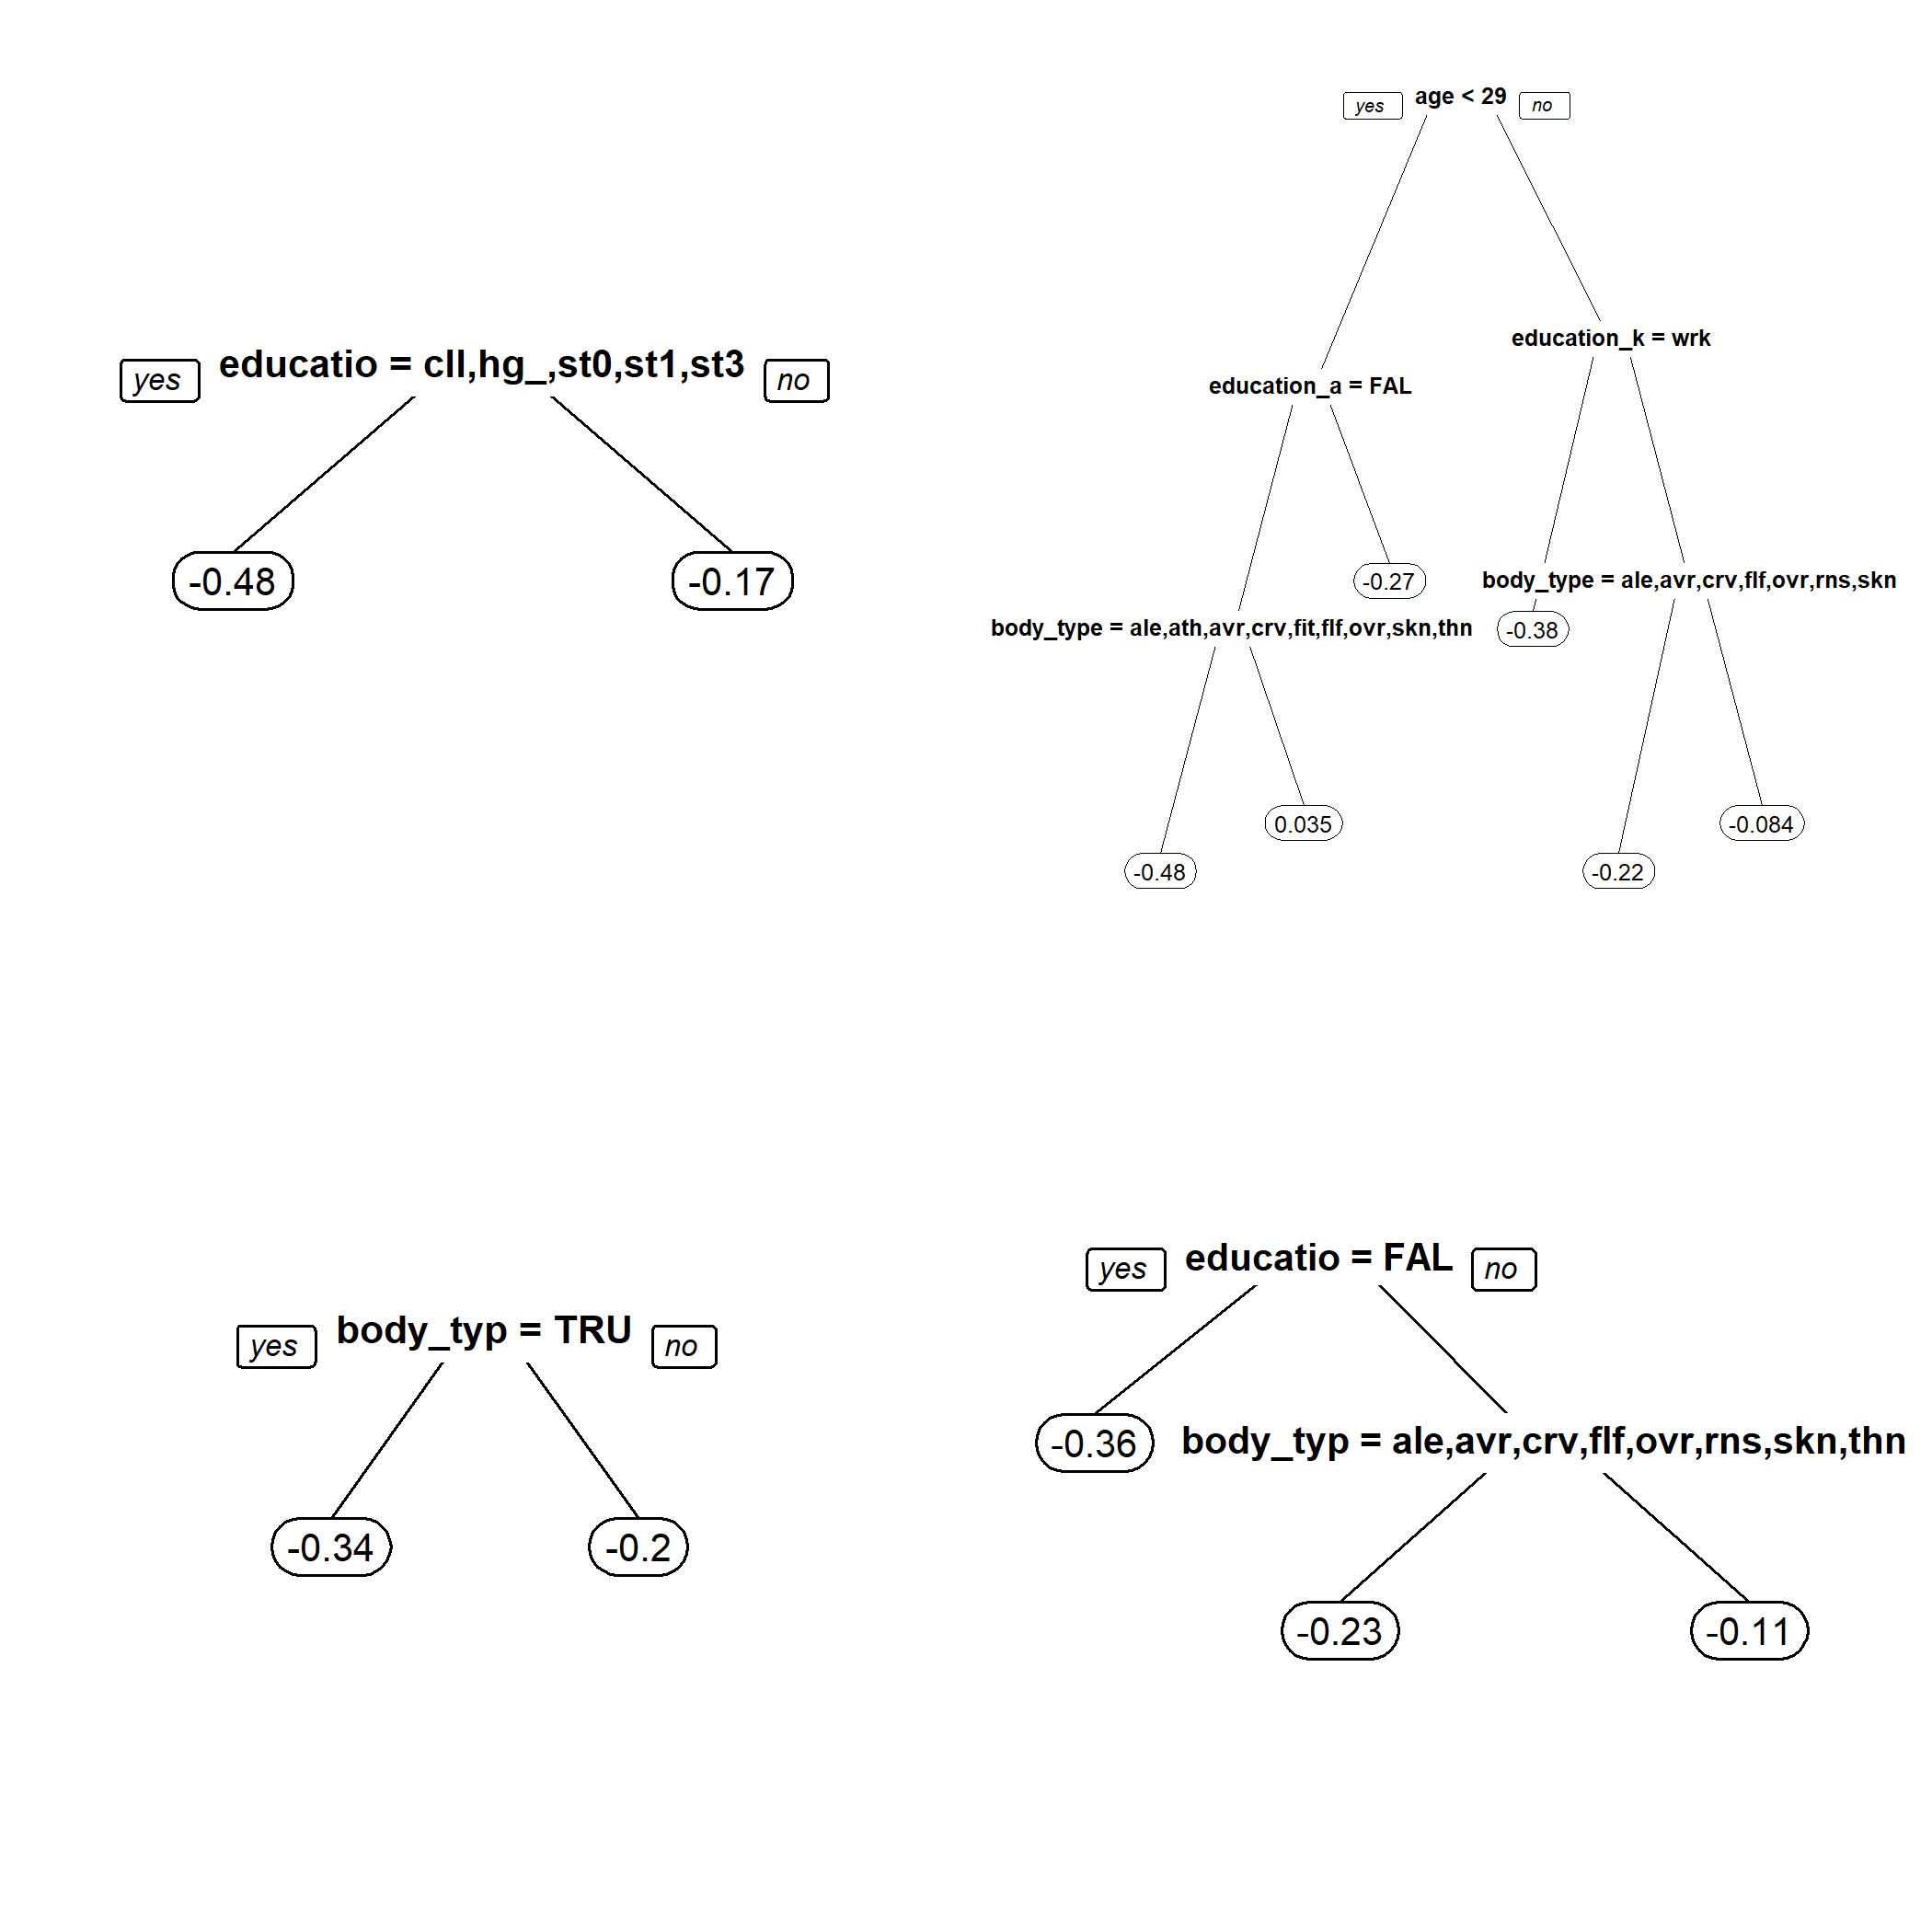 yes educatio = cll,hg_,st0,st1,st3 no
-0.48 -0.17
yes age < 29 no
education_k = wrk
education_a = FAL
-0.27 body_type = ale,avr,crv,flf,ovr,rns,skn
body_type = ale,ath,avr,crv,fit,flf,ovr,skn,thn -0.38
0.035 -0.084
-0.48 -0.22
yes body_typ = TRU no
-0.34 -0.2
yes educatio = FAL no
-0.36 body_typ = ale,avr,crv,flf,ovr,rns,skn,thn
-0.23 -0.11